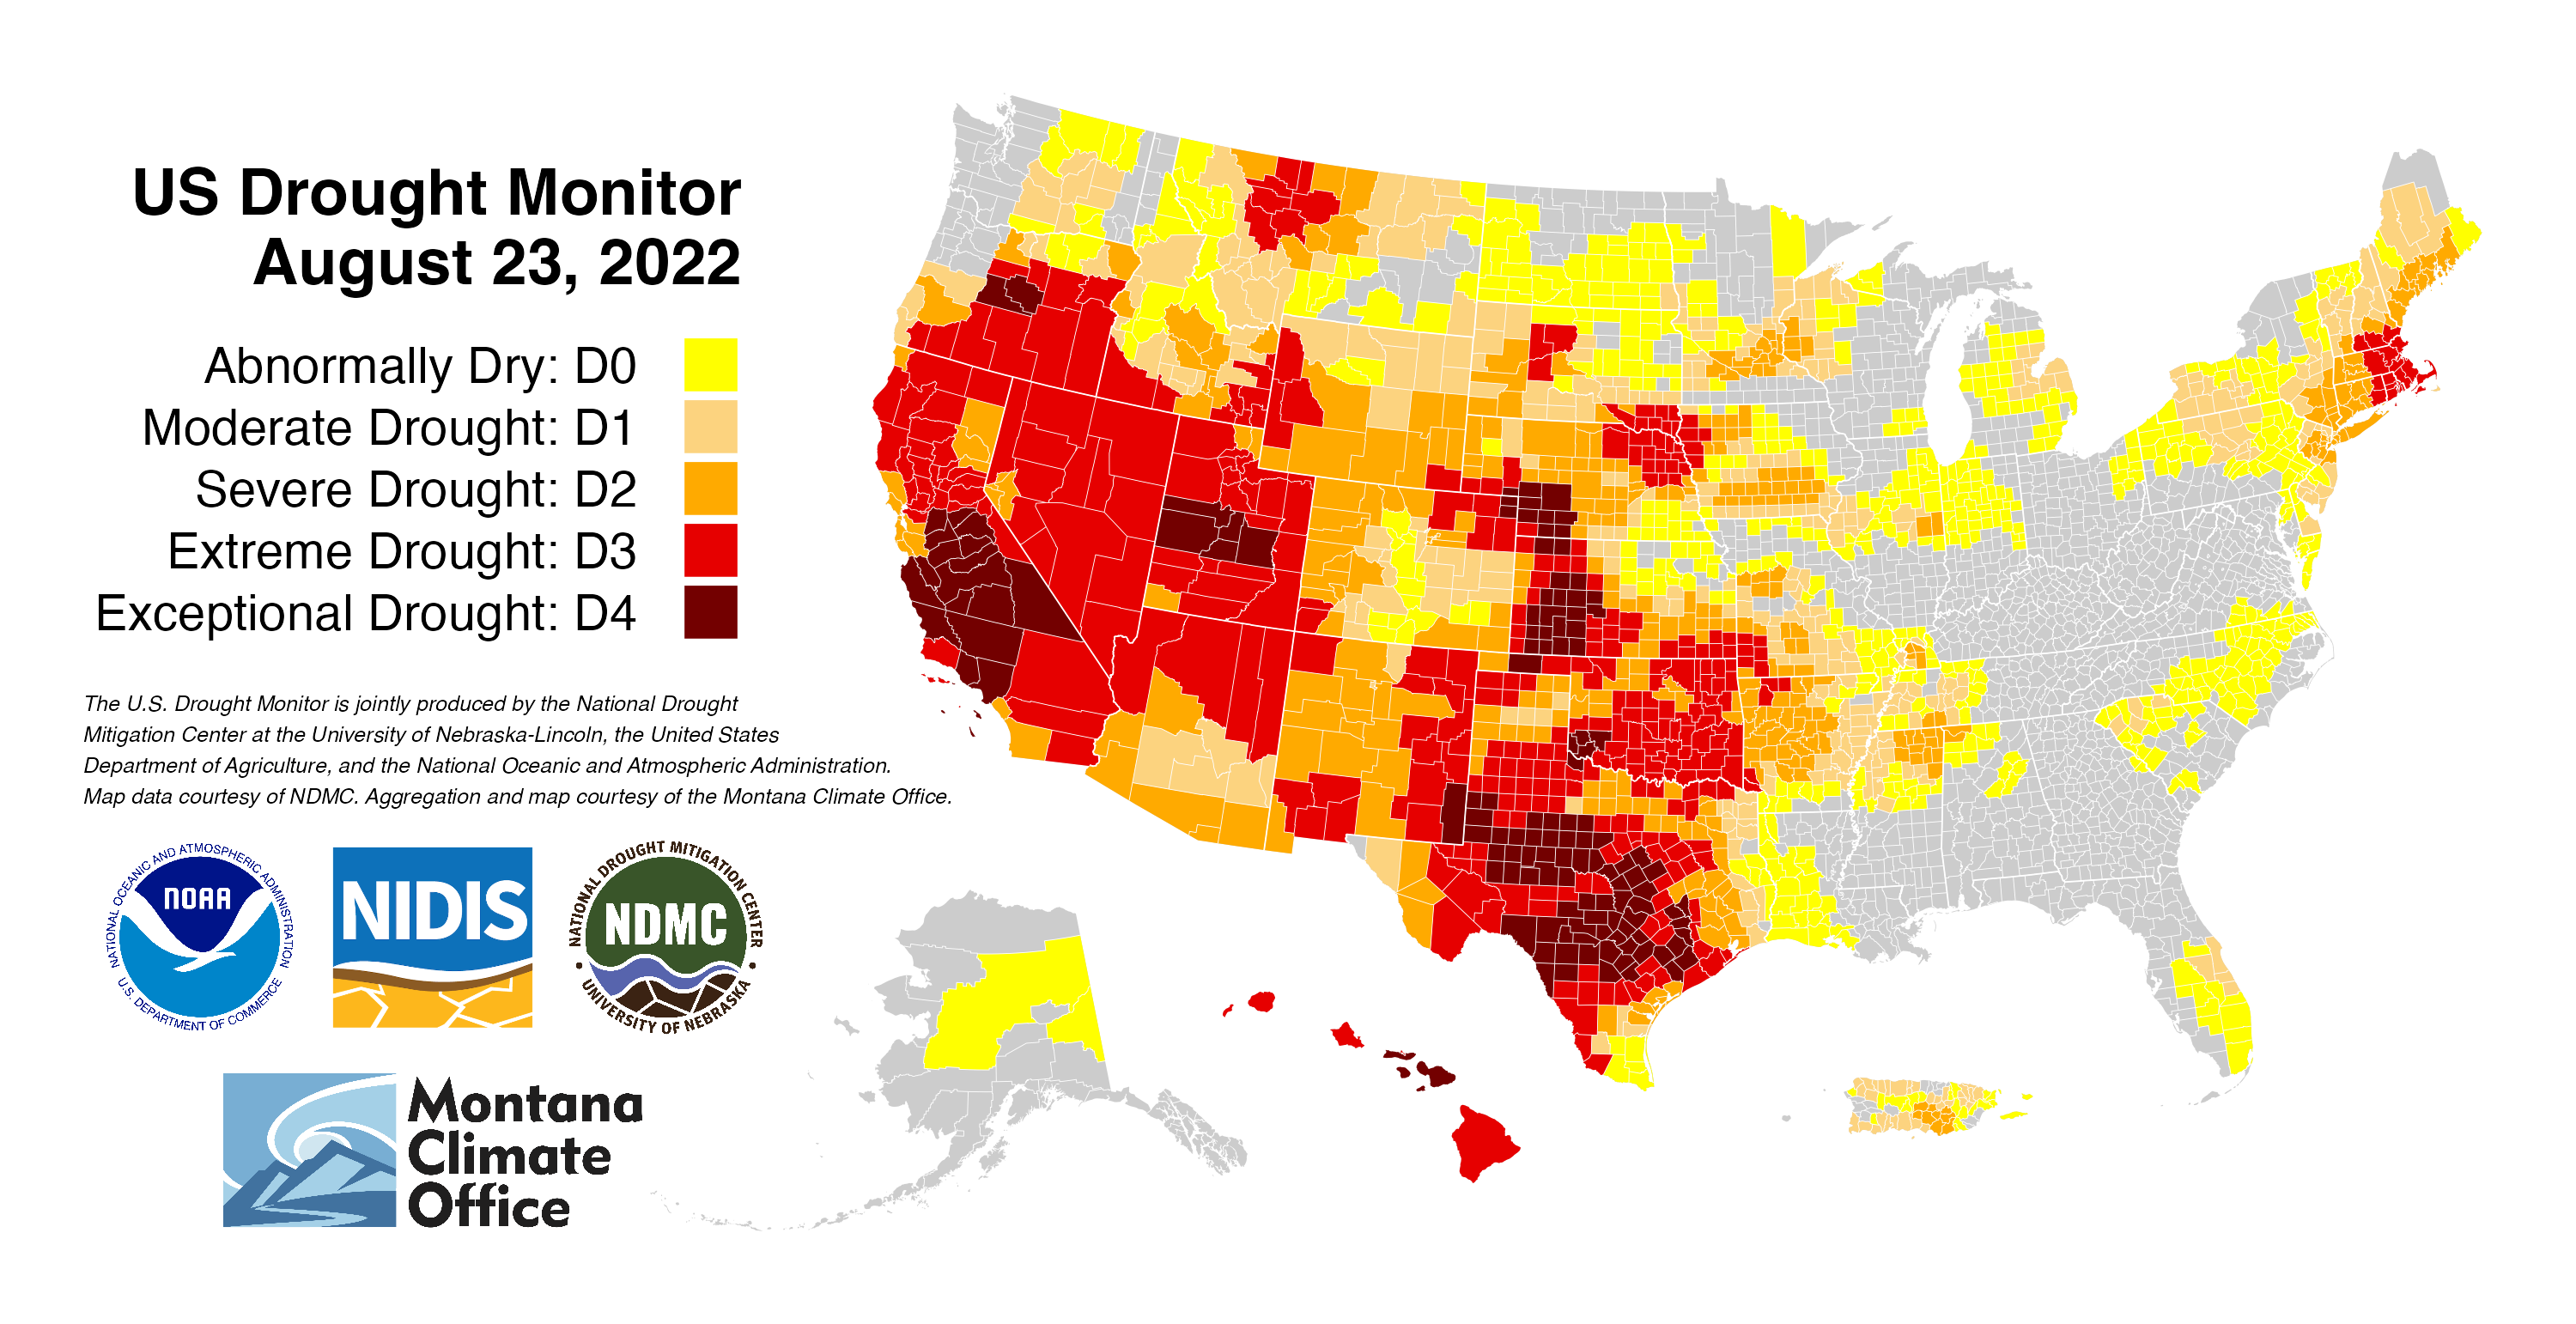 US Drought Monitor
August 23, 2022
Abnormally Dry: D0
Moderate Drought: D1
Severe Drought: D2
Extreme Drought: D3
Exceptional Drought: D4
The U.S. Drought Monitor is jointly produced by the National Drought
Mitigation Center at the University of Nebraska-Lincoln, the United States
Department of Agriculture, and the National Oceanic and Atmospheric Administration.
Map data courtesy of NDMC. Aggregation and map courtesy of the Montana Climate Office.
NATIONAL OCEANIC AND ATMOSPHERIC ADMINISTRATION
NOAA
U.S. DEPARTMENT OF COMMERCE
NIDIS
NATIONAL DROUGHT MITIGATION CENTER
NDMC
UNIVERSITY OF NEBRASKA
Montana
Climate
Office